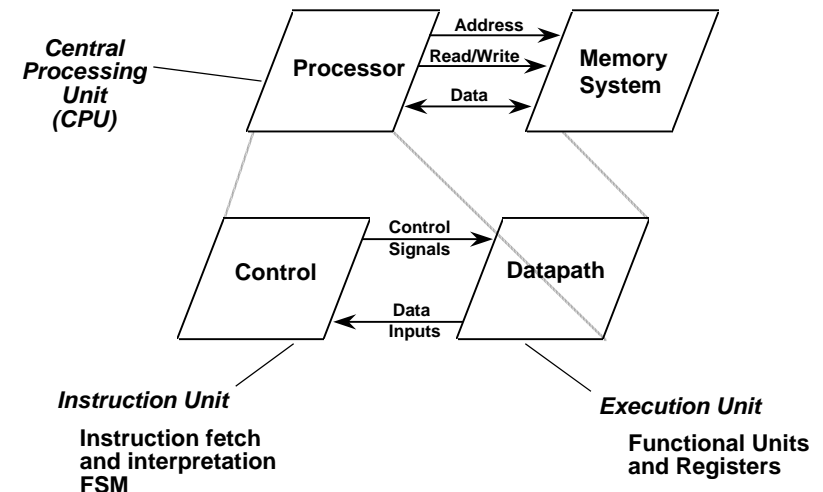 Central
Processing
Unit
(CPU)
Processor
Address
Read/Write
Data
Memory
System
Control
Control
Signals
Data
Inputs
Datapath
Instruction Unit
Instruction fetch
and interpretation
FSM
Execution Unit
Functional Units
and Registers